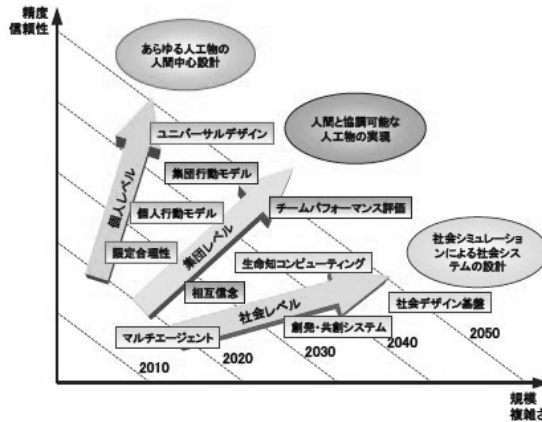 精度
信頼性
あらゆる人工物の
人間中心設計
ユニバーサルデザイン
人間と協調可能な
人工物の実現
集団行動モデル
個人レベル
個人行動モデル
チームパフォーマンス評価
集団レベル
限定合理性
社会シミュレーショ
ンによる社会シス
テムの設計
生命知コンピューティング
相互信念
社会レベル
社会デザイン基盤
マルチエージェント
創発・共創システム
2010
2020
2030
2040
2050
規模
複雑さ